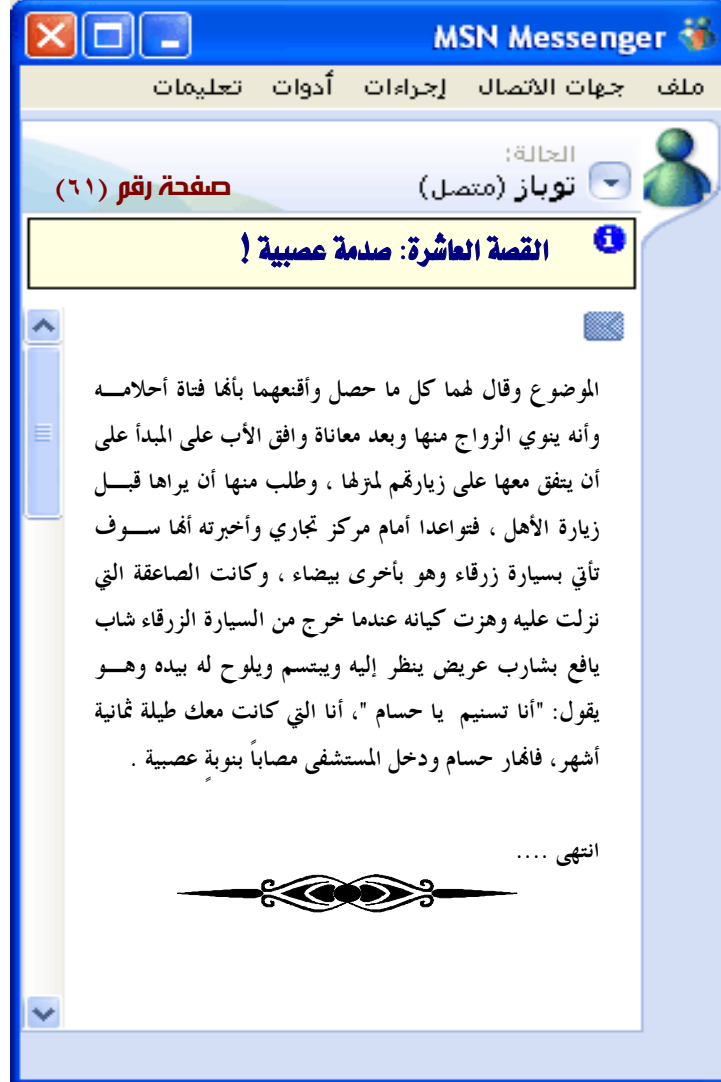 MSN Messenger
ملف جهات الاتصال إجراءات أدوات تعليمات
الحالة:
توباز (متصل)
صفحة رقم (٦١)
القصة العاشرة: صدمة عصبية !
الموضوع وقال لهما كل ما حصل وأقنعهما بأنها فتاة أحلامـــه
وأنه ينوي الزواج منها وبعد معاناة وافق الأب على المبدأ على
أن يتفق معها على زيارتهم لمنزلها ، وطلب منها أن يراها قبـــل
زيارة الأهل ، فتواعدا أمام مركز تجاري وأخبرته أنها ســـوف
تأتي بسيارة زرقاء وهو بأخرى بيضاء ، وكانت الصاعقة التي
نزلت عليه وهزت كيانه عندما خرج من السيارة الزرقاء شاب
يافع بشارب عريض ينظر إليه ويبتسم ويلوح له بيده وهـــو
يقول: "أنا تسنيم يا حسام "، أنا التي كانت معك طيلة ثمانية
أشهر ، فانهار حسام ودخل المستشفى مصاباً بنوبةٍ عصبية .
انتهى ....